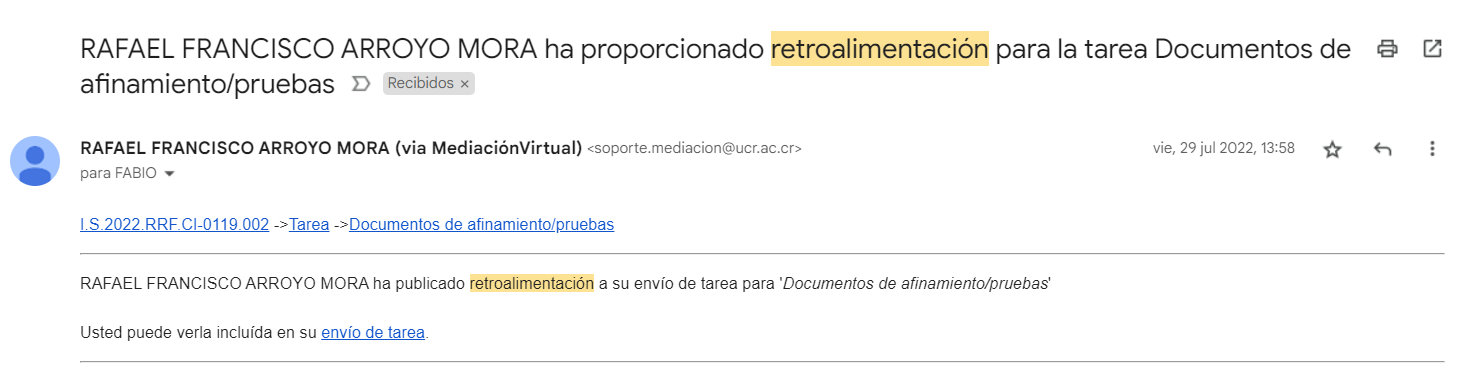 RAFAEL FRANCISCO ARROYO MORA ha proporcionado retroalimentación para la tarea Documentos de
afinamiento/pruebas Recibidos ×
RAFAEL FRANCISCO ARROYO MORA (via MediaciónVirtual) <soporte.mediacion@ucr.ac.cr> vie, 29 jul 2022, 13:58
para FABIO
I.S.2022.RRF.CI-0119.002 ->Tarea ->Documentos de afinamiento/pruebas
RAFAEL FRANCISCO ARROYO MORA ha publicado retroalimentación a su envío de tarea para 'Documentos de afinamiento/pruebas'
Usted puede verla incluída en su envío de tarea.